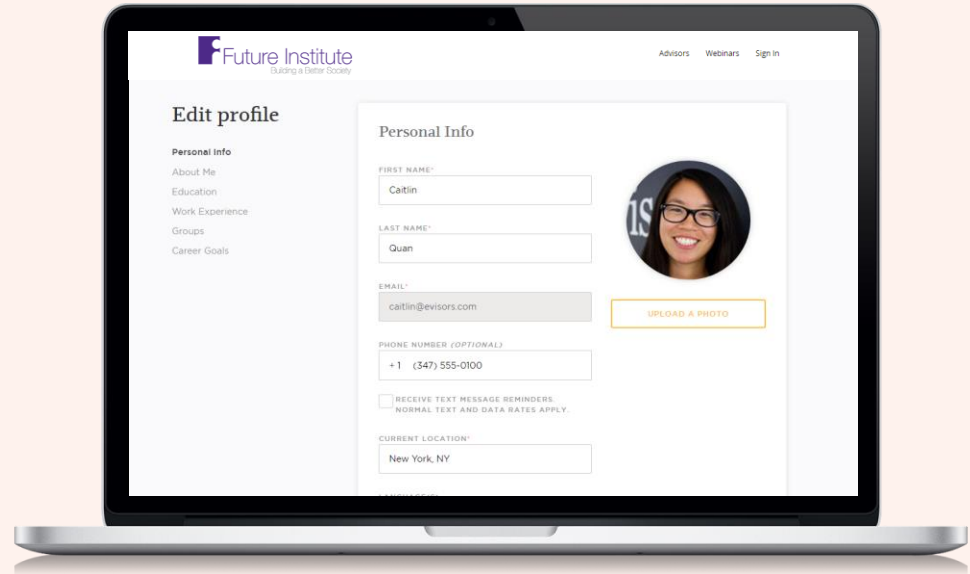 Future Institute
Building a Better Society
Advisors Webinars Sign In
Edit profile
Personal Info
About Me
Education
Work Experience
Groups
Career Goals
Personal Info
FIRST NAME*
Caitlin
LAST NAME*
Quan
EMAIL*
caitlin@evisors.com
PHONE NUMBER (OPTIONAL)
+ 1 (347) 555-0100
RECEIVE TEXT MESSAGE REMINDERS.
NORMAL TEXT AND DATA RATES APPLY.
CURRENT LOCATION*
New York, NY
UPLOAD A PHOTO